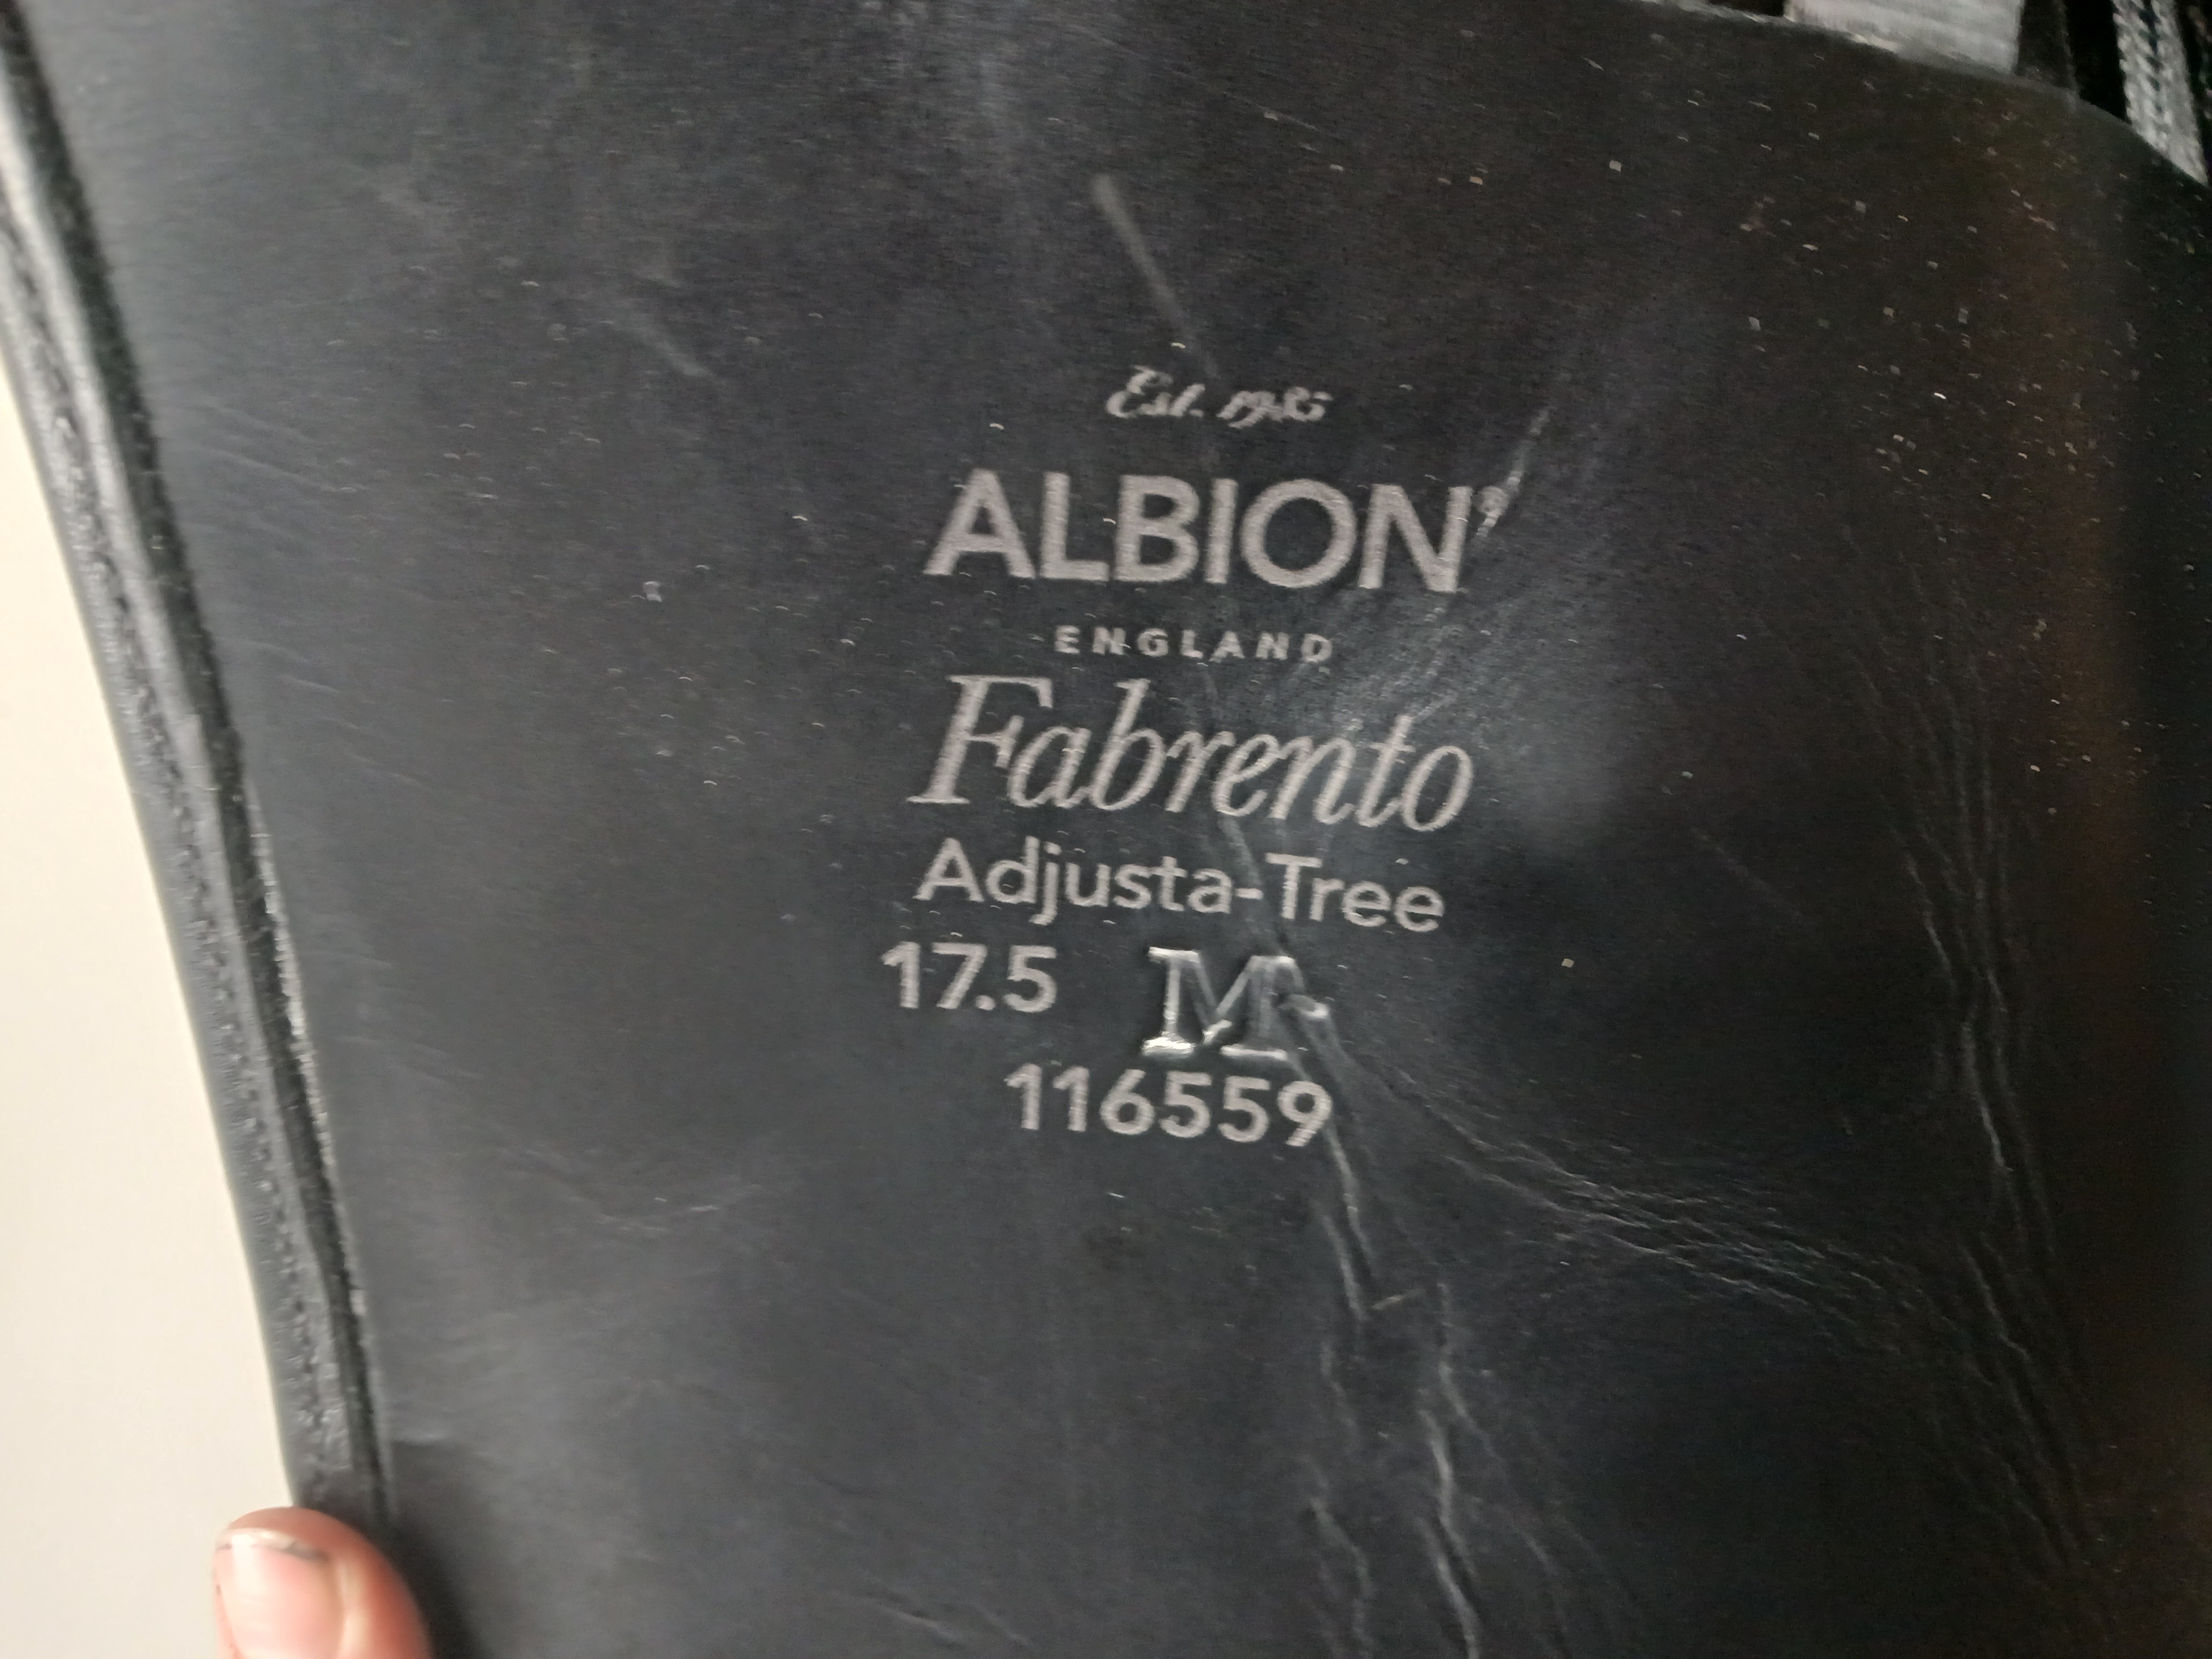 Est. 1985
ALBION®
ENGLAND
Fabrento
Adjusta-Tree
17.5 M
116559